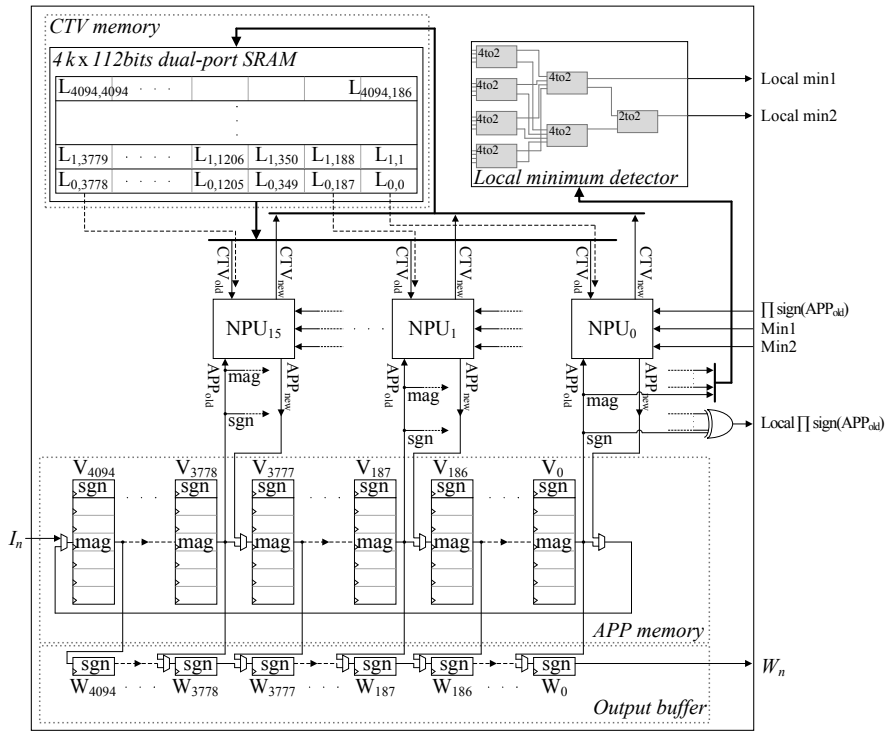 CTV memory
4 k x 112bits dual-port SRAM
L4094,4094 · · · · L4094,186
L1,3779 · · · · L1,1206 L1,350 L1,188 L1,1
L0,3778 · · · · L0,1205 L0,349 L0,187 L0,0
4to2
4to2
4to2
4to2
4to2
4to2
2to2
Local minimum detector
Local min1
Local min2
CTVold
CTVnew
CTVold
CTVnew
CTVold
CTVnew
NPU15
· · · ·
NPU1
NPU0
∏ sign(APPold)
Min1
Min2
APPold
mag
sgn
APPnew
APPold
mag
sgn
APPnew
APPold
mag
sgn
APPnew
Local ∏ sign(APPold)
V4094 V3778 V3777 V187 V186 V0
sgn · · · sgn sgn · · · sgn sgn · · · sgn
In
mag mag mag mag mag mag
APP memory
sgn sgn sgn sgn sgn sgn
Wn
W4094 · · · W3778 W3777 · · · W187 W186 · · · W0
Output buffer